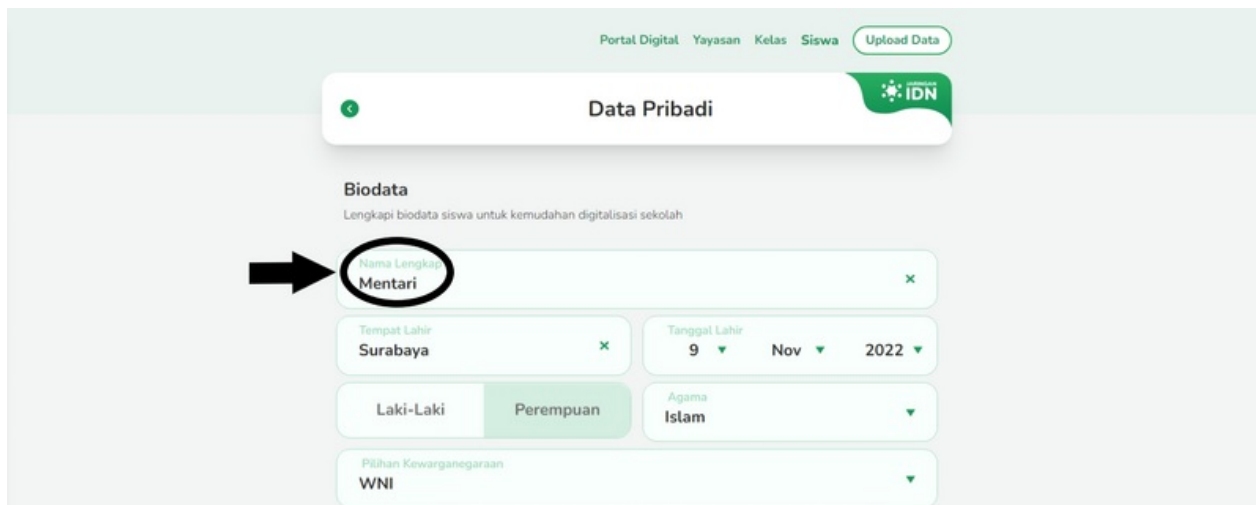 Portal Digital Yayasan Kelas Siswa Upload Data
Data Pribadi
IDN
Biodata
Lengkapi biodata siswa untuk kemudahan digitalisasi sekolah
Nama Lengkap
Mentari
Tempat Lahir
Surabaya
Tanggal Lahir
9 Nov 2022
Laki-Laki Perempuan
Agama
Islam
Pilihan Kewarganegaraan
WNI